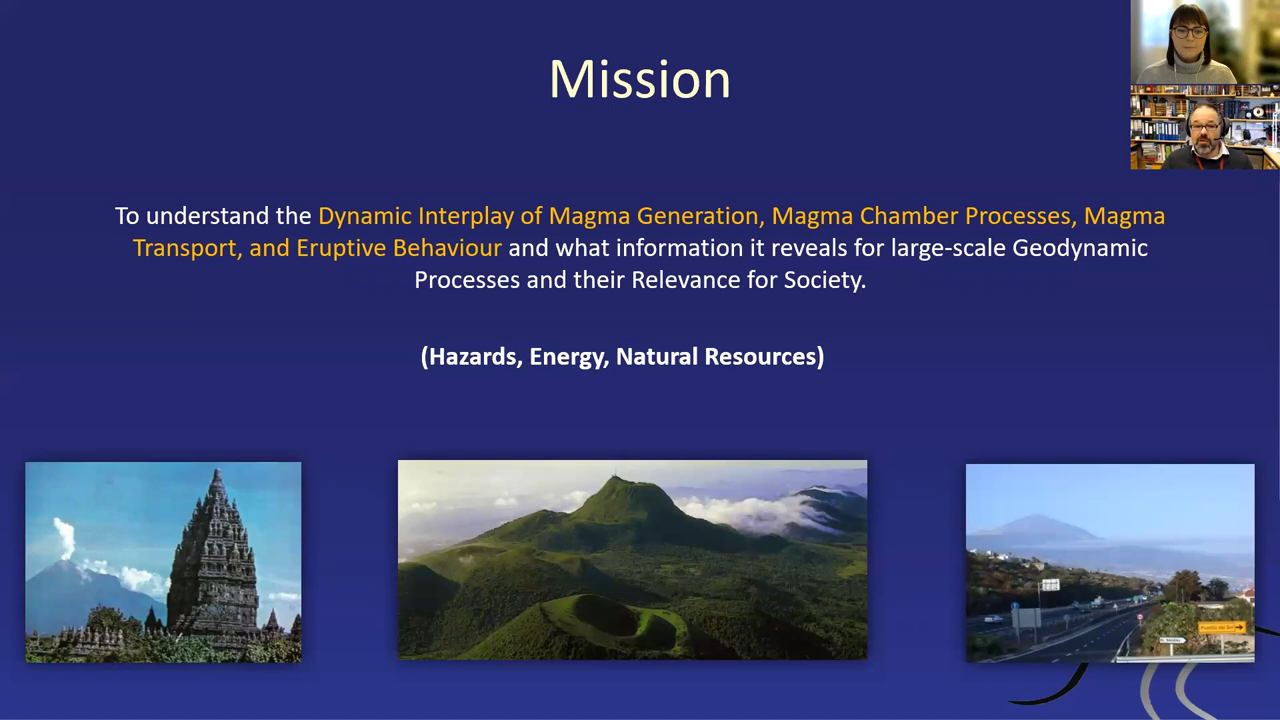 Mission
To understand the Dynamic Interplay of Magma Generation, Magma Chamber Processes, Magma
Transport, and Eruptive Behaviour and what information it reveals for large-scale Geodynamic
Processes and their Relevance for Society.
(Hazards, Energy, Natural Resources)